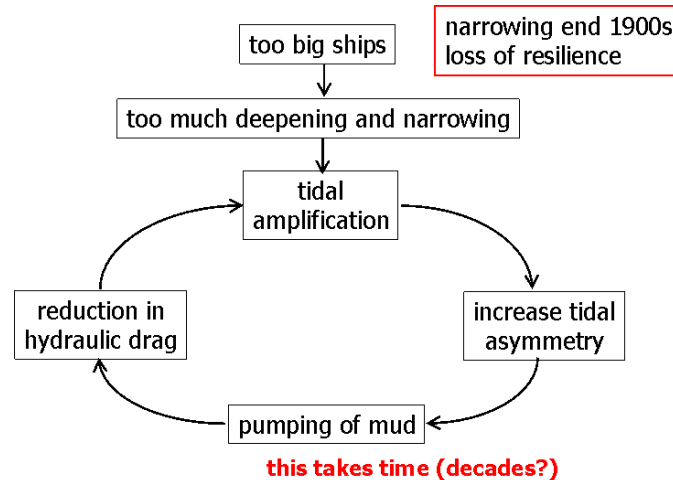 narrowing end 1900s
loss of resilience
too big ships
too much deepening and narrowing
tidal
amplification
reduction in
hydraulic drag
increase tidal
asymmetry
pumping of mud
this takes time (decades?)